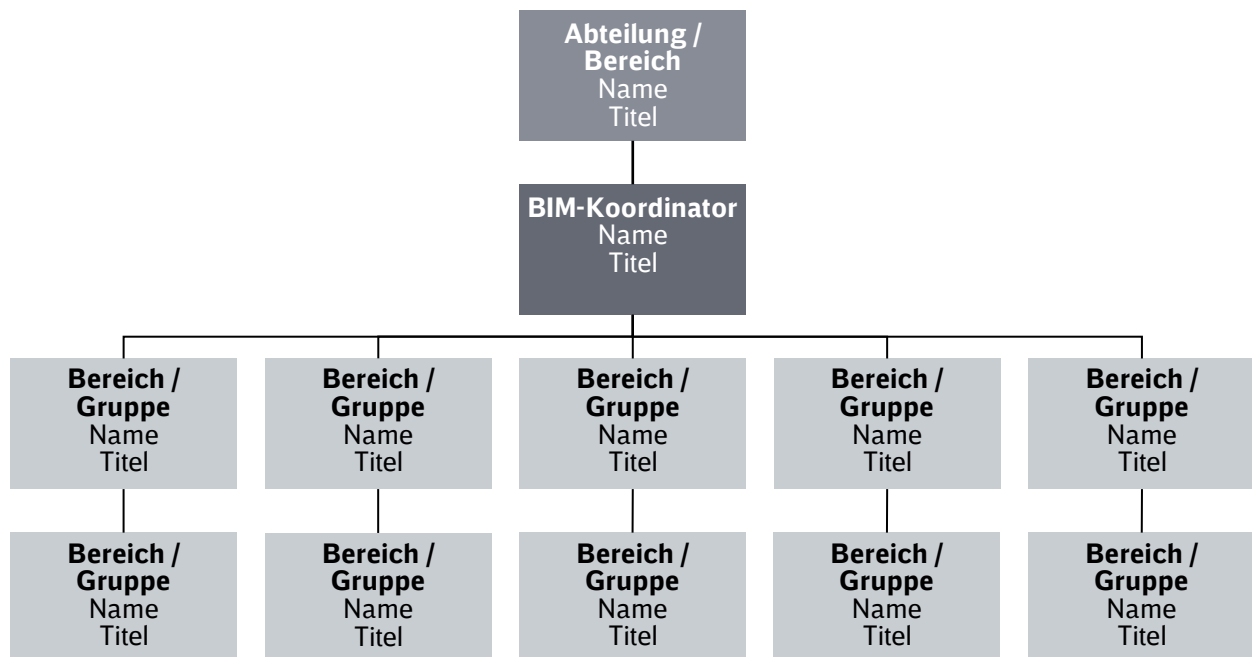 Abteilung /
Bereich
Name
Titel
BIM-Koordinator
Name
Titel
Bereich /
Gruppe
Name
Titel
Bereich /
Gruppe
Name
Titel
Bereich /
Gruppe
Name
Titel
Bereich /
Gruppe
Name
Titel
Bereich /
Gruppe
Name
Titel
Bereich /
Gruppe
Name
Titel
Bereich /
Gruppe
Name
Titel
Bereich /
Gruppe
Name
Titel
Bereich /
Gruppe
Name
Titel
Bereich /
Gruppe
Name
Titel